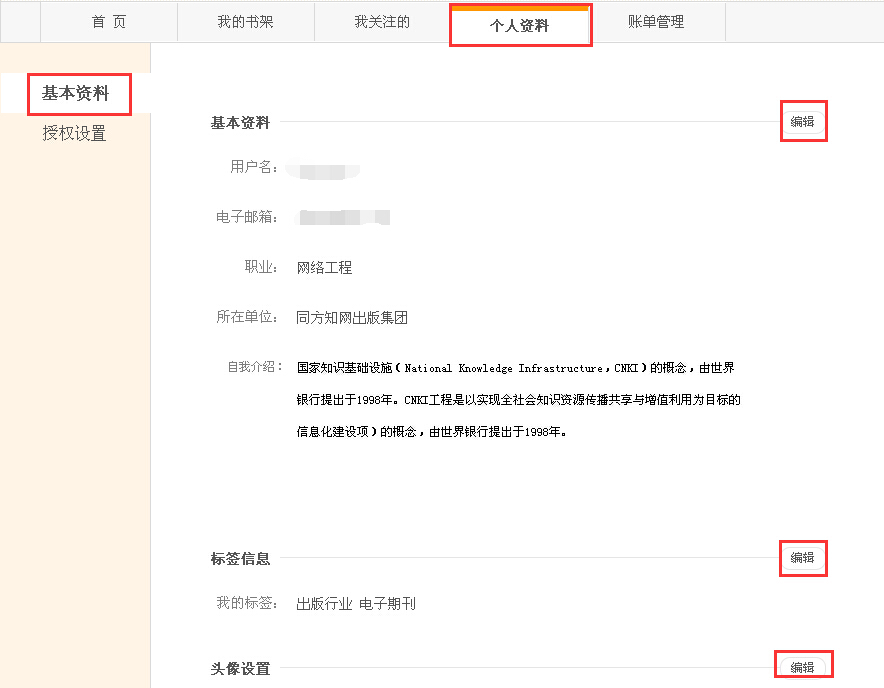 首 页 我的书架 我关注的 个人资料 账单管理
基本资料
授权设置
基本资料 编辑
用户名：
电子邮箱：
职业： 网络工程
所在单位： 同方知网出版集团
自我介绍： 国家知识基础设施（National Knowledge Infrastructure，CNKI）的概念，由世界
银行提出于1998年。CNKI工程是以实现全社会知识资源传播共享与增值利用为目标的
信息化建设项）的概念，由世界银行提出于1998年。
标签信息 编辑
我的标签： 出版行业 电子期刊
头像设置 编辑